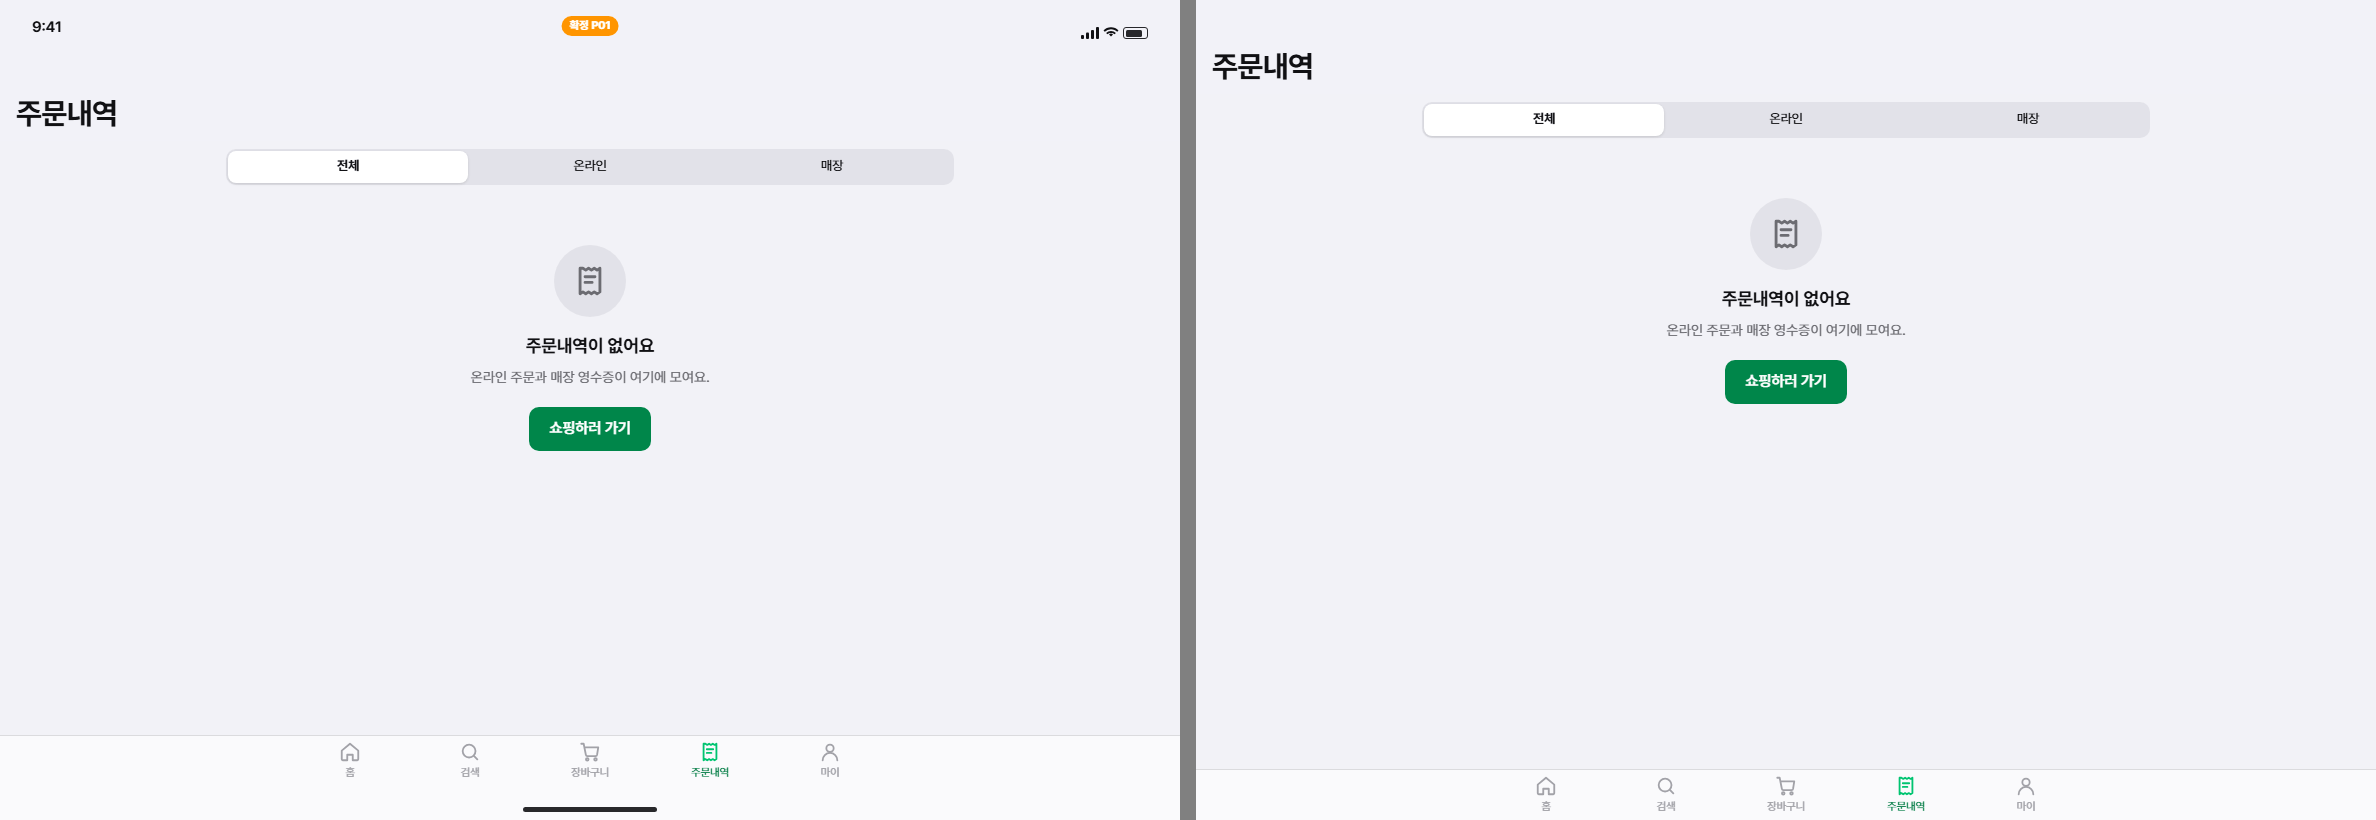 9:41
확정 P01
주문내역
전체 온라인 매장
주문내역이 없어요
온라인 주문과 매장 영수증이 여기에 모여요.
쇼핑하러 가기
홈 검색 장바구니 주문내역 마이
주문내역
전체 온라인 매장
주문내역이 없어요
온라인 주문과 매장 영수증이 여기에 모여요.
쇼핑하러 가기
홈 검색 장바구니 주문내역 마이